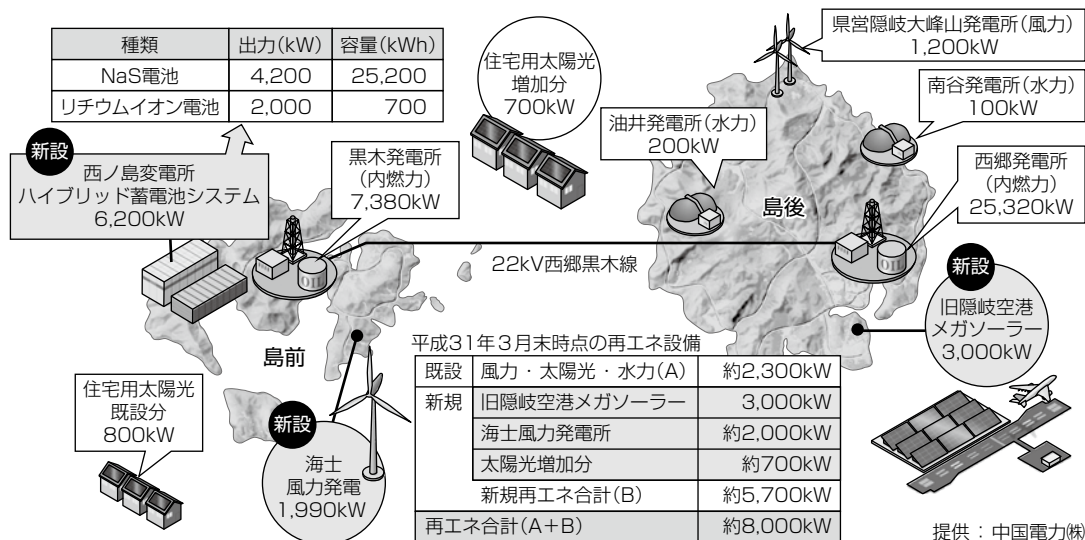 種類 出力(kW) 容量(kWh)
NaS電池 4,200 25,200
リチウムイオン電池 2,000 700
新設
西ノ島変電所
ハイブリッド蓄電池システム
6,200kW
黒木発電所
(内燃力)
7,380kW
住宅用太陽光
増加分
700kW
県営隠岐大峰山発電所(風力)
1,200kW
南谷発電所(水力)
100kW
油井発電所(水力)
200kW
西郷発電所
(内燃力)
25,320kW
島後
OIL
OIL
22kV西郷黒木線
新設
旧隠岐空港
メガソーラー
3,000kW
島前
住宅用太陽光
既設分
800kW
新設
海士
風力発電
1,990kW
平成31年3月末時点の再エネ設備
既設 風力・太陽光・水力(A) 約2,300kW
新規 旧隠岐空港メガソーラー 3,000kW
海士風力発電所 約2,000kW
太陽光増加分 約700kW
新規再エネ合計(B) 約5,700kW
再エネ合計(A+B) 約8,000kW
提供：中国電力㈱